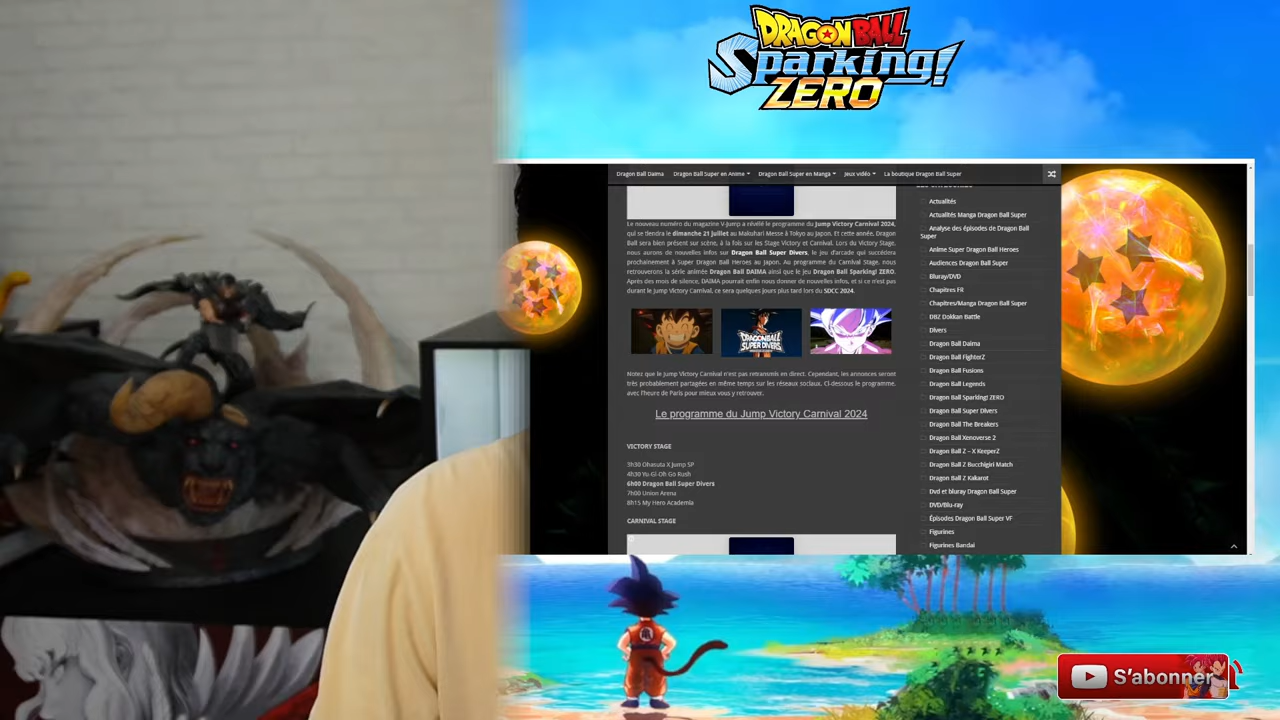 DRAGON BALL
Sparking!
ZERO
Dragon Ball Daima
Dragon Ball Super en Anime
Dragon Ball Super en Manga
Jeux vidéo
La boutique Dragon Ball Super
Le nouveau numéro du magazine V-Jump a révélé le programme du Jump Victory Carnival 2024,
qui se tiendra le dimanche 21 juillet au Makuhari Messe à Tokyo au Japon. Et cette année, Dragon
Ball sera bien présent sur scène, à la fois sur les Stage Victory et Carnival. Lors du Victory Stage,
nous aurons de nouvelles infos sur Dragon Ball Super Divers, le jeu d'arcade qui succédera
prochainement à Super Dragon Ball Heroes au Japon. Au programme du Carnival Stage, nous
retrouverons la série animée Dragon Ball DAIMA ainsi que le jeu Dragon Ball Sparking! ZERO.
Après des mois de silence, DAIMA pourrait enfin nous donner de nouvelles infos, et si ce n'est pas
durant le Jump Victory Carnival, ce sera quelques jours plus tard lors du SDCC 2024.
DRAGONBALL
SUPER DIVERS
Notez que le Jump Victory Carnival n'est pas retransmis en direct. Cependant, les annonces seront
très probablement partagées en même temps sur les réseaux sociaux. Ci-dessous le programme,
avec l'heure de Paris pour mieux vous y retrouver.
Le programme du Jump Victory Carnival 2024
VICTORY STAGE
3h30 Ohasuta X Jump SP
4h30 Yu-Gi-Oh Go Rush
6h00 Dragon Ball Super Divers
7h00 Union Arena
8h15 My Hero Academia
CARNIVAL STAGE
Actualités
Actualités Manga Dragon Ball Super
Analyse des épisodes de Dragon Ball
Super
Anime Super Dragon Ball Heroes
Audiences Dragon Ball Super
Bluray/DVD
Chapitres FR
Chapitres/Manga Dragon Ball Super
DBZ Dokkan Battle
Divers
Dragon Ball Daima
Dragon Ball FighterZ
Dragon Ball Fusions
Dragon Ball Legends
Dragon Ball Sparking! ZERO
Dragon Ball Super Divers
Dragon Ball The Breakers
Dragon Ball Xenoverse 2
Dragon Ball Z – X KeeperZ
Dragon Ball Z Bucchigiri Match
Dragon Ball Z Kakarot
Dvd et bluray Dragon Ball Super
DVD/Blu-ray
Épisodes Dragon Ball Super VF
Figurines
Figurines Bandai
S'abonner